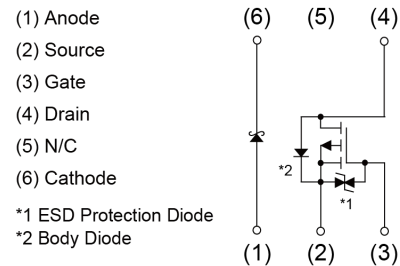 (1) Anode
(2) Source
(3) Gate
(4) Drain
(5) N/C
(6) Cathode
*1 ESD Protection Diode
*2 Body Diode
(6) (5) (4)
*2
*1
(1) (2) (3)